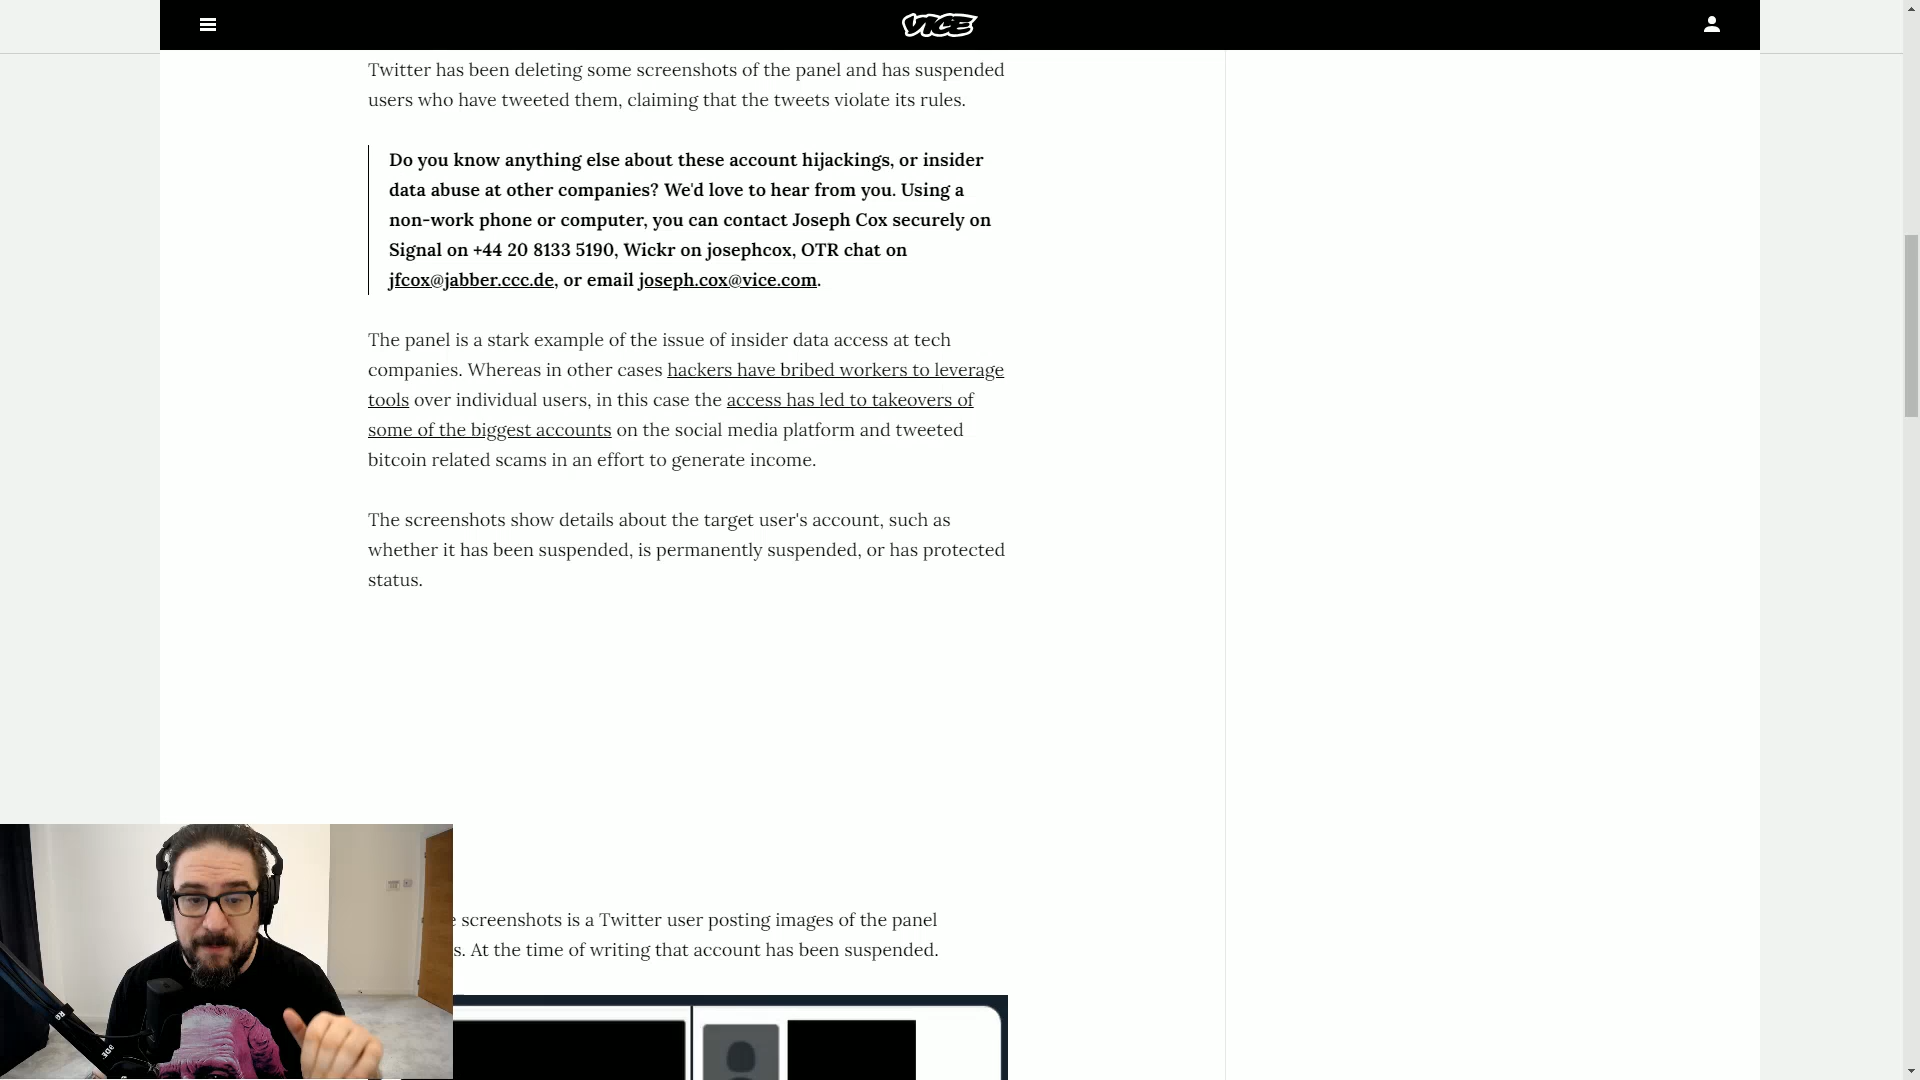 VICE
Twitter has been deleting some screenshots of the panel and has suspended
users who have tweeted them, claiming that the tweets violate its rules.
Do you know anything else about these account hijackings, or insider
data abuse at other companies? We'd love to hear from you. Using a
non-work phone or computer, you can contact Joseph Cox securely on
Signal on +44 20 8133 5190, Wickr on josephcox, OTR chat on
jfcox@jabber.ccc.de, or email joseph.cox@vice.com.
The panel is a stark example of the issue of insider data access at tech
companies. Whereas in other cases hackers have bribed workers to leverage
tools over individual users, in this case the access has led to takeovers of
some of the biggest accounts on the social media platform and tweeted
bitcoin related scams in an effort to generate income.
The screenshots show details about the target user's account, such as
whether it has been suspended, is permanently suspended, or has protected
status.
screenshots is a Twitter user posting images of the panel
s. At the time of writing that account has been suspended.